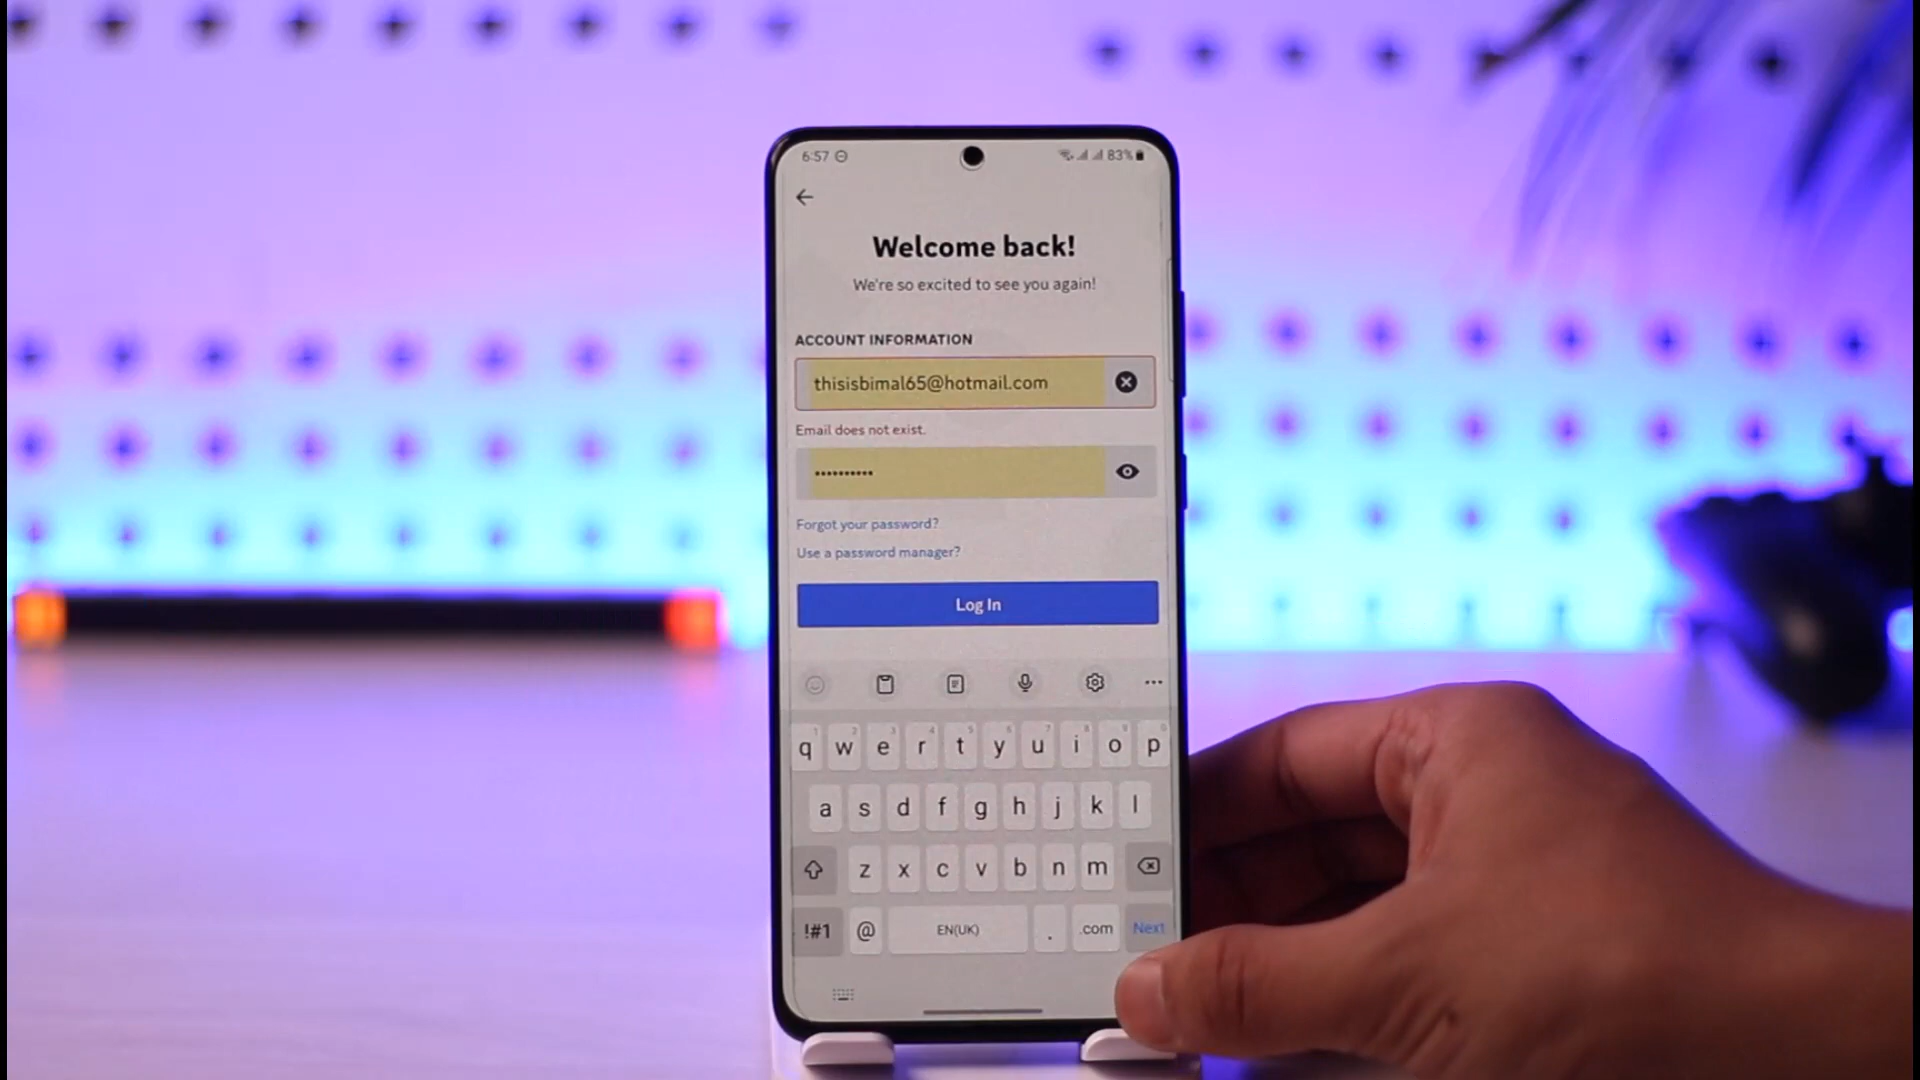 6:57 83%
Welcome back!
We're so excited to see you again!
ACCOUNT INFORMATION
thisisbimal65@hotmail.com
Email does not exist.
••••••••••
Forgot your password?
Use a password manager?
Log In
q w e r t y u i o p
a s d f g h j k l
z x c v b n m
!#1 @ EN(UK) . .com Next